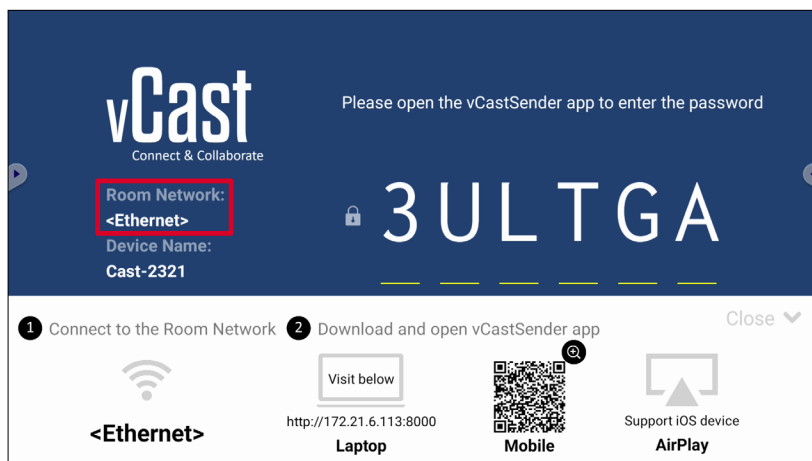 vCast
Connect & Collaborate
Please open the vCastSender app to enter the password
Room Network:
<Ethernet>
Device Name:
Cast-2321
3ULTGA
1 Connect to the Room Network
2 Download and open vCastSender app
Close
<Ethernet>
Visit below
http://172.21.6.113:8000
Laptop
Mobile
Support iOS device
AirPlay